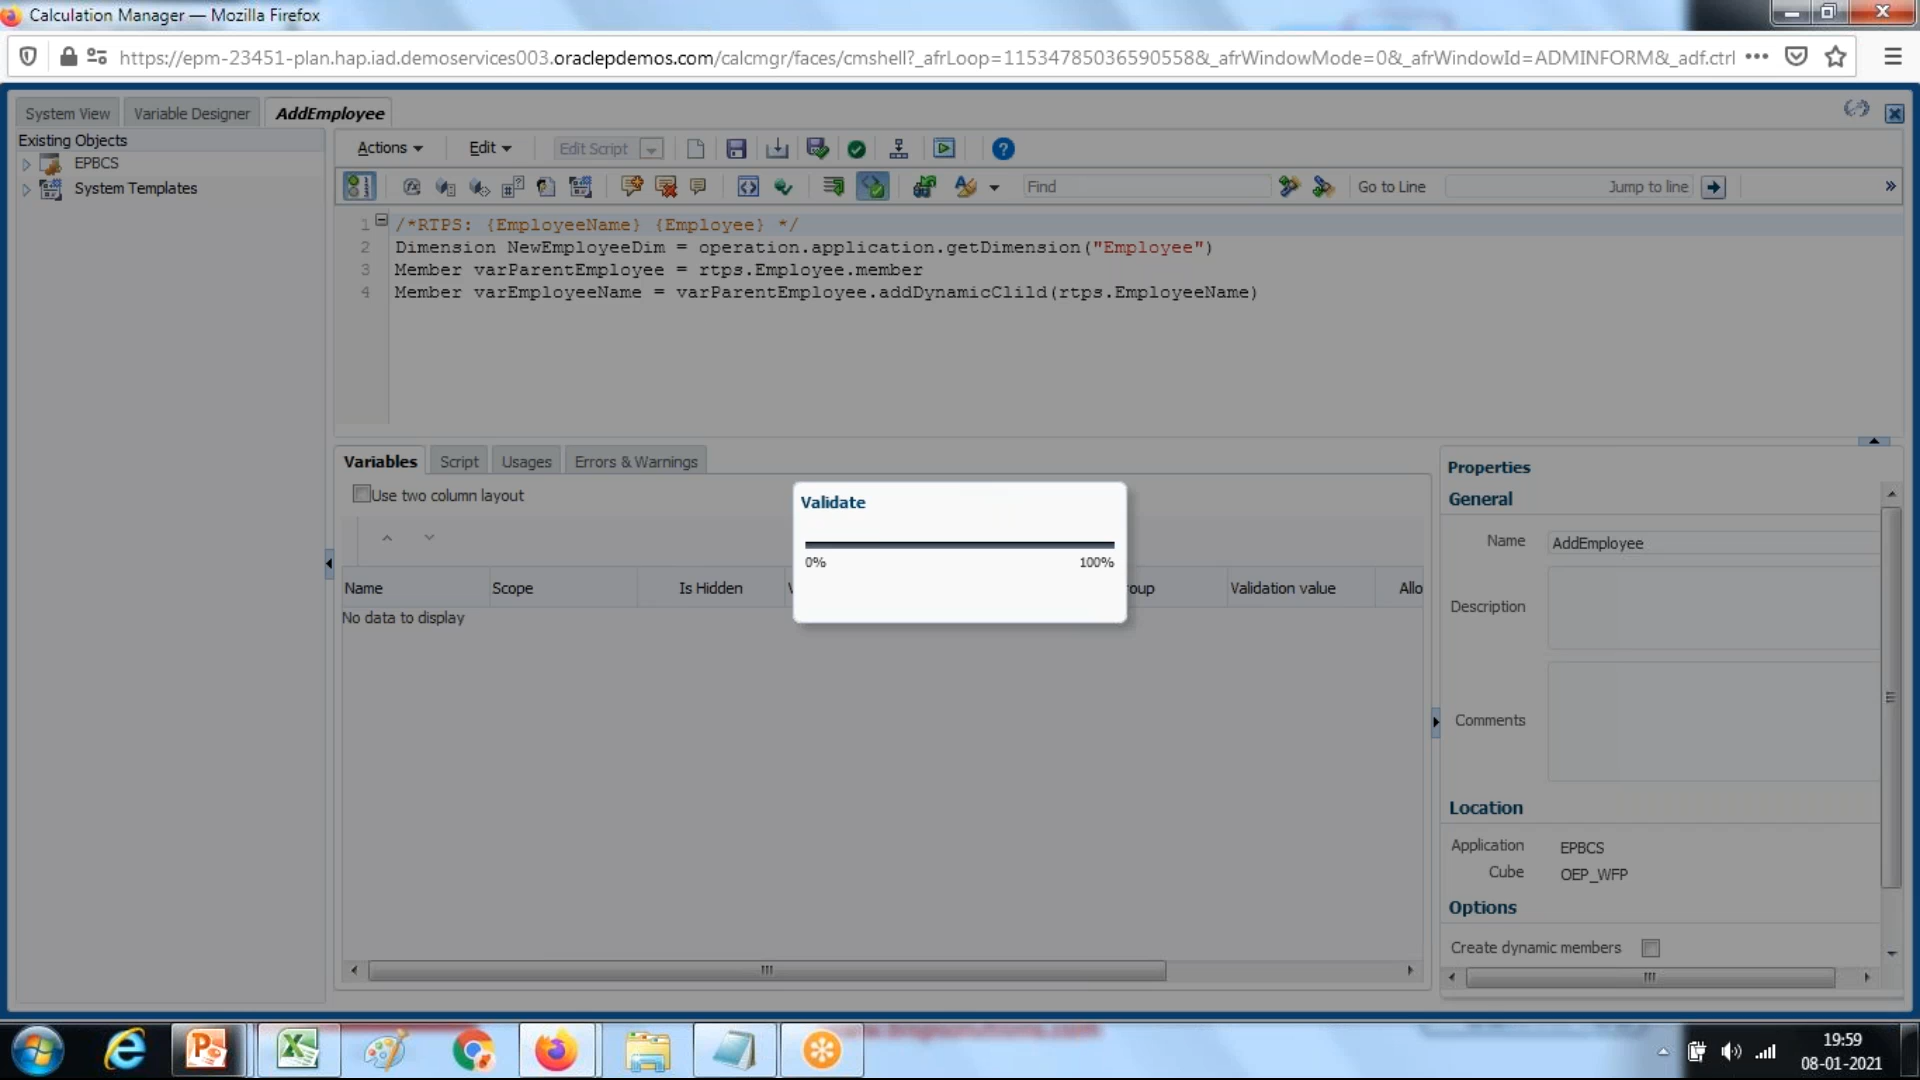 Calculation Manager — Mozilla Firefox
https://epm-23451-plan.hap.iad.demoservices003.oraclepdemos.com/calcmgr/faces/cmshell?_afrLoop=11534785036590558&_afrWindowMode=0&_afrWindowId=ADMINFORM&_adf.ctrl
System View
Variable Designer
AddEmployee
Existing Objects
EPBCS
System Templates
Actions
Edit
Edit Script
Find
Go to Line
Jump to line
1 /*RTPS: {EmployeeName} {Employee} */
2 Dimension NewEmployeeDim = operation.application.getDimension("Employee")
3 Member varParentEmployee = rtps.Employee.member
4 Member varEmployeeName = varParentEmployee.addDynamicClild(rtps.EmployeeName)
Variables
Script
Usages
Errors & Warnings
Use two column layout
Name
Scope
Is Hidden
oup
Validation value
Allo
No data to display
Validate
0%
100%
Properties
General
Name
AddEmployee
Description
Comments
Location
Application
EPBCS
Cube
OEP_WFP
Options
Create dynamic members
19:59
08-01-2021